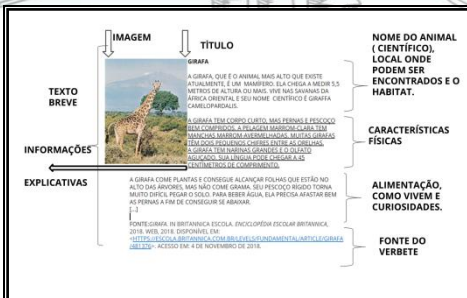 IMAGEM
TÍTULO
NOME DO ANIMAL
( CIENTÍFICO),
LOCAL ONDE
PODEM SER
ENCONTRADOS E O
HABITAT.
TEXTO
BREVE
GIRAFA
A GIRAFA, QUE É O ANIMAL MAIS ALTO QUE EXISTE
ATUALMENTE, É UM MAMÍFERO. ELA CHEGA A MEDIR 5,5
METROS DE ALTURA OU MAIS. VIVE NAS SAVANAS DA
ÁFRICA ORIENTAL E SEU NOME CIENTÍFICO É GIRAFFA
CAMELOPARDALIS.
A GIRAFA TEM CORPO CURTO, MAS PERNAS E PESCOÇO
BEM COMPRIDOS. A PELAGEM MARROM-CLARA TEM
MANCHAS MARROM-AVERMELHADAS. MUITAS GIRAFAS
TÊM DOIS PEQUENOS CHIFRES ENTRE AS ORELHAS.
A GIRAFA TEM NARINAS GRANDES E O OLFATO
AGUÇADO. SUA LÍNGUA PODE CHEGAR A 45
CENTÍMETROS DE COMPRIMENTO.
CARACTERÍSTICAS
FÍSICAS
INFORMAÇÕES
EXPLICATIVAS
A GIRAFA COME PLANTAS E CONSEGUE ALCANÇAR FOLHAS QUE ESTÃO NO
ALTO DAS ÁRVORES, MAS NÃO COME GRAMA. SEU PESCOÇO RÍGIDO TORNA
MUITO DIFÍCIL PEGAR O SOLO. PARA BEBER ÁGUA, ELA PRECISA AFASTAR BEM
AS PERNAS A FIM DE CONSEGUIR SE ABAIXAR.
[...]
ALIMENTAÇÃO,
COMO VIVEM E
CURIOSIDADES.
FONTE:GIRAFA. IN BRITANNICA ESCOLA. ENCICLOPÉDIA ESCOLAR BRITANNICA,
2018. WEB, 2018. DISPONÍVEL EM:
<HTTPS://ESCOLA.BRITANNICA.COM.BR/LEVELS/FUNDAMENTAL/ARTICLE/GIRAFA
/481376>. ACESSO EM: 4 DE NOVEMBRO DE 2018.
FONTE DO
VERBETE